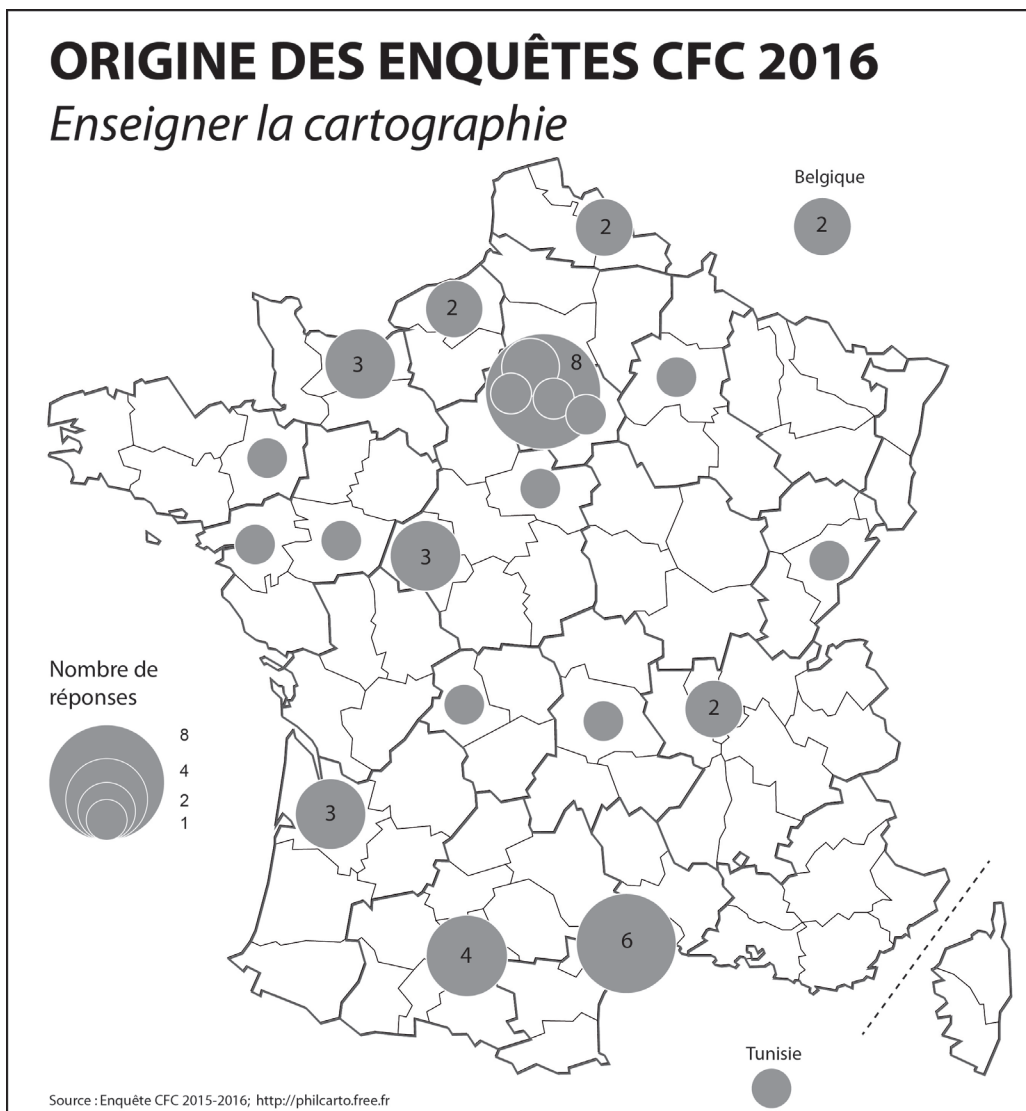 ORIGINE DES ENQUÊTES CFC 2016
Enseigner la cartographie
Belgique
2
2
2
3
8
3
2
3
4
6
Nombre de
réponses
8
4
2
1
Tunisie
Source : Enquête CFC 2015-2016; http://philcarto.free.fr